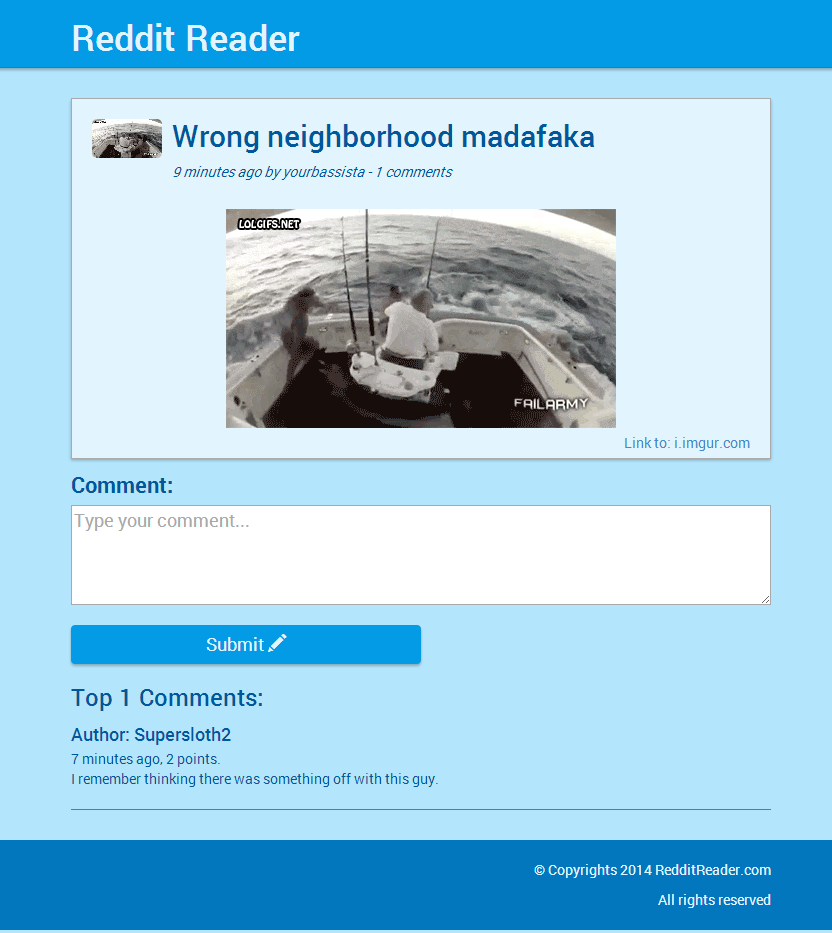 Reddit Reader
Wrong neighborhood madafaka
9 minutes ago by yourbassista - 1 comments
LOLGIFS.NET
FAILARMY
Link to: i.imgur.com
Comment:
Type your comment...
Submit
Top 1 Comments:
Author: Supersloth2
7 minutes ago, 2 points.
I remember thinking there was something off with this guy.
© Copyrights 2014 RedditReader.com
All rights reserved